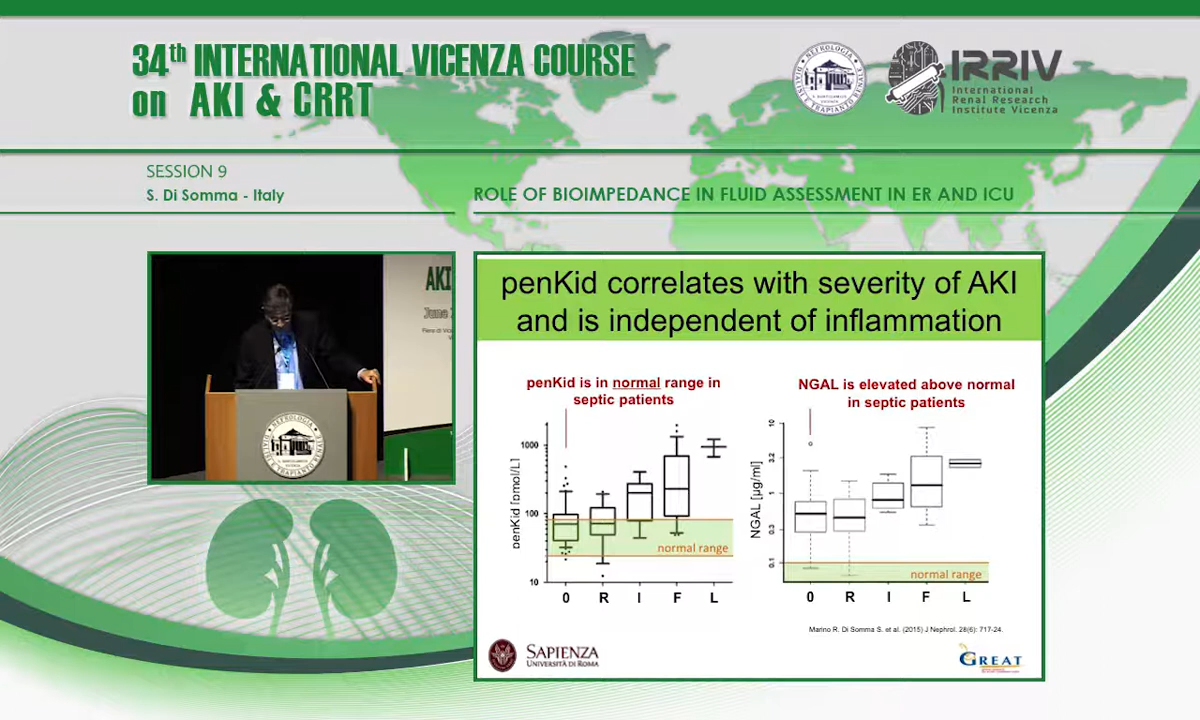 34th INTERNATIONAL VICENZA COURSE
on AKI & CRRT
IRRIV
International
Renal Research
Institute Vicenza
SESSION 9
S. Di Somma - Italy
ROLE OF BIOIMPEDANCE IN FLUID ASSESSMENT IN ER AND ICU
AKI
June
penKid correlates with severity of AKI
and is independent of inflammation
penKid is in normal range in
septic patients
1000
100
10
penKid [pmol/L]
normal range
0 R I F L
NGAL is elevated above normal
in septic patients
10
3.2
1
0.3
0.1
NGAL [µg/ml]
normal range
0 R I F L
Marino R. Di Somma S. et al. (2015) J Nephrol. 28(6): 717-24.
SAPIENZA
UNIVERSITÀ DI ROMA
GREAT